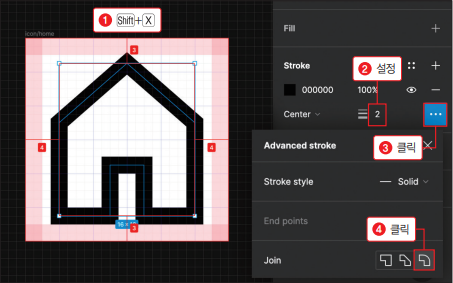 1 Shift+X
icon/home
3
4
4
16 ×
3
Fill
Stroke
2 설정
000000 100%
Center 2
Advanced stroke
3 클릭
Stroke style
Solid
End points
4 클릭
Join